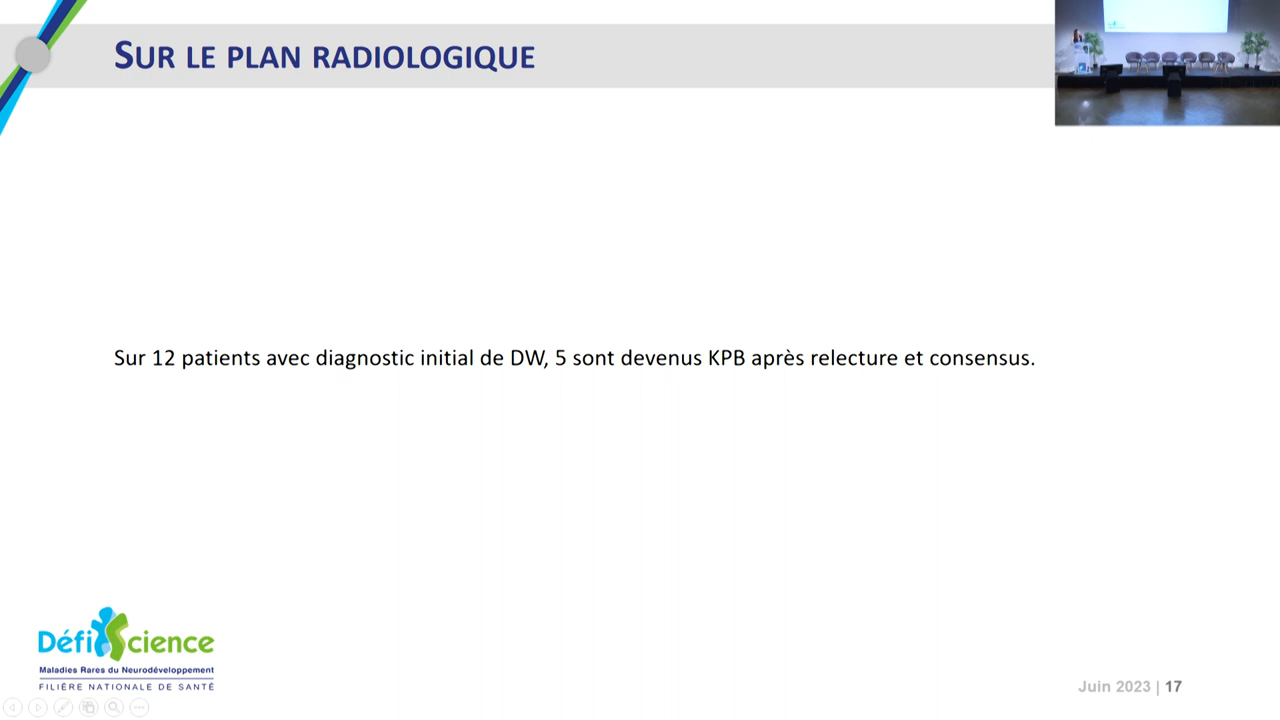 SUR LE PLAN RADIOLOGIQUE
Sur 12 patients avec diagnostic initial de DW, 5 sont devenus KPB après relecture et consensus.
DéfiScience
Maladies Rares du Neurodéveloppement
FILIÈRE NATIONALE DE SANTÉ
Juin 2023 | 17